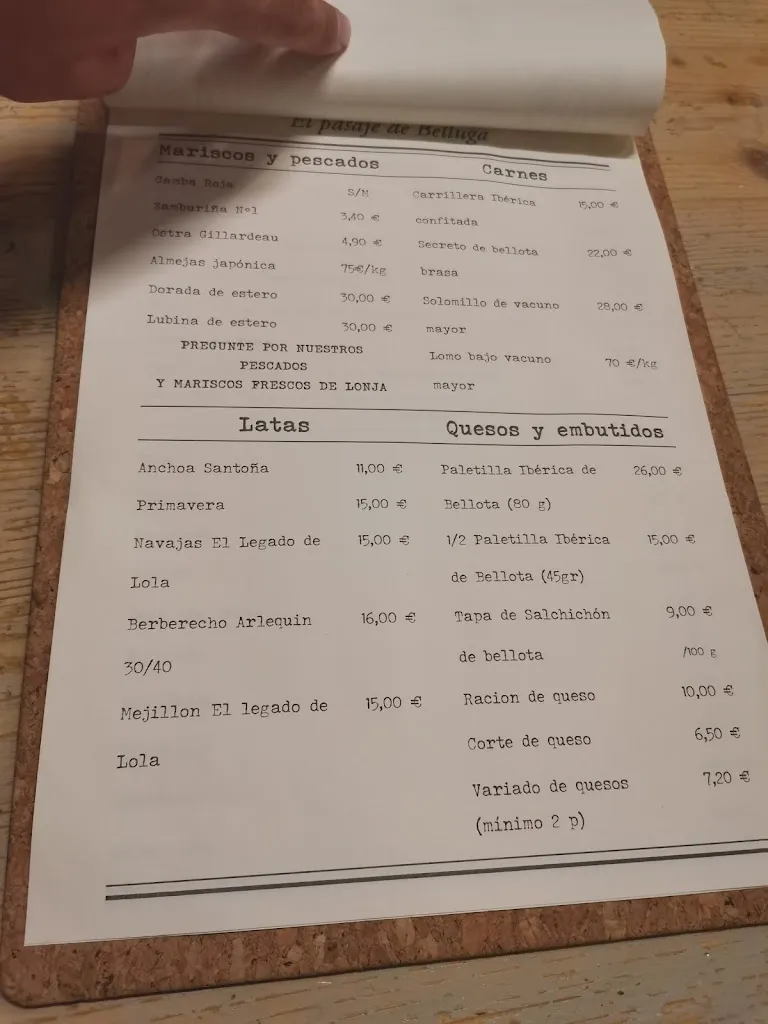 El pasaje de Belluga
Mariscos y pescados
Gamba Roja S/M
Zamburiña Nº1 3,40 €
Ostra Gillardeau 4,90 €
Almejas japónica 75€/kg
Dorada de estero 30,00 €
Lubina de estero 30,00 €
PREGUNTE POR NUESTROS
PESCADOS
Y MARISCOS FRESCOS DE LONJA
Carnes
Carrillera Ibérica 15,00 €
confitada
Secreto de bellota 22,00 €
brasa
Solomillo de vacuno 28,00 €
mayor
Lomo bajo vacuno 70 €/kg
mayor
Latas
Anchoa Santoña 11,00 €
Primavera 15,00 €
Navajas El Legado de 15,00 €
Lola
Berberecho Arlequin 16,00 €
30/40
Mejillon El legado de 15,00 €
Lola
Quesos y embutidos
Paletilla Ibérica de 26,00 €
Bellota (80 g)
1/2 Paletilla Ibérica 15,00 €
de Bellota (45gr)
Tapa de Salchichón 9,00 €
de bellota /100 g
Racion de queso 10,00 €
Corte de queso 6,50 €
Variado de quesos 7,20 €
(mínimo 2 p)